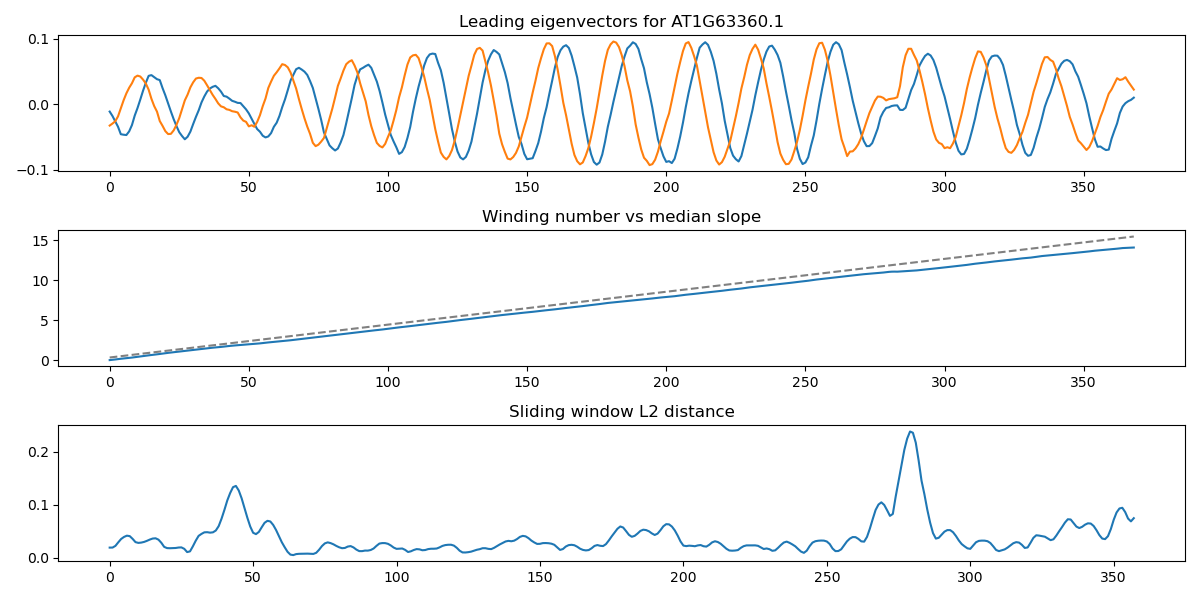 Leading eigenvectors for AT1G63360.1
0.1
0.0
−0.1
0 50 100 150 200 250 300 350
Winding number vs median slope
15
10
5
0
0 50 100 150 200 250 300 350
Sliding window L2 distance
0.2
0.1
0.0
0 50 100 150 200 250 300 350